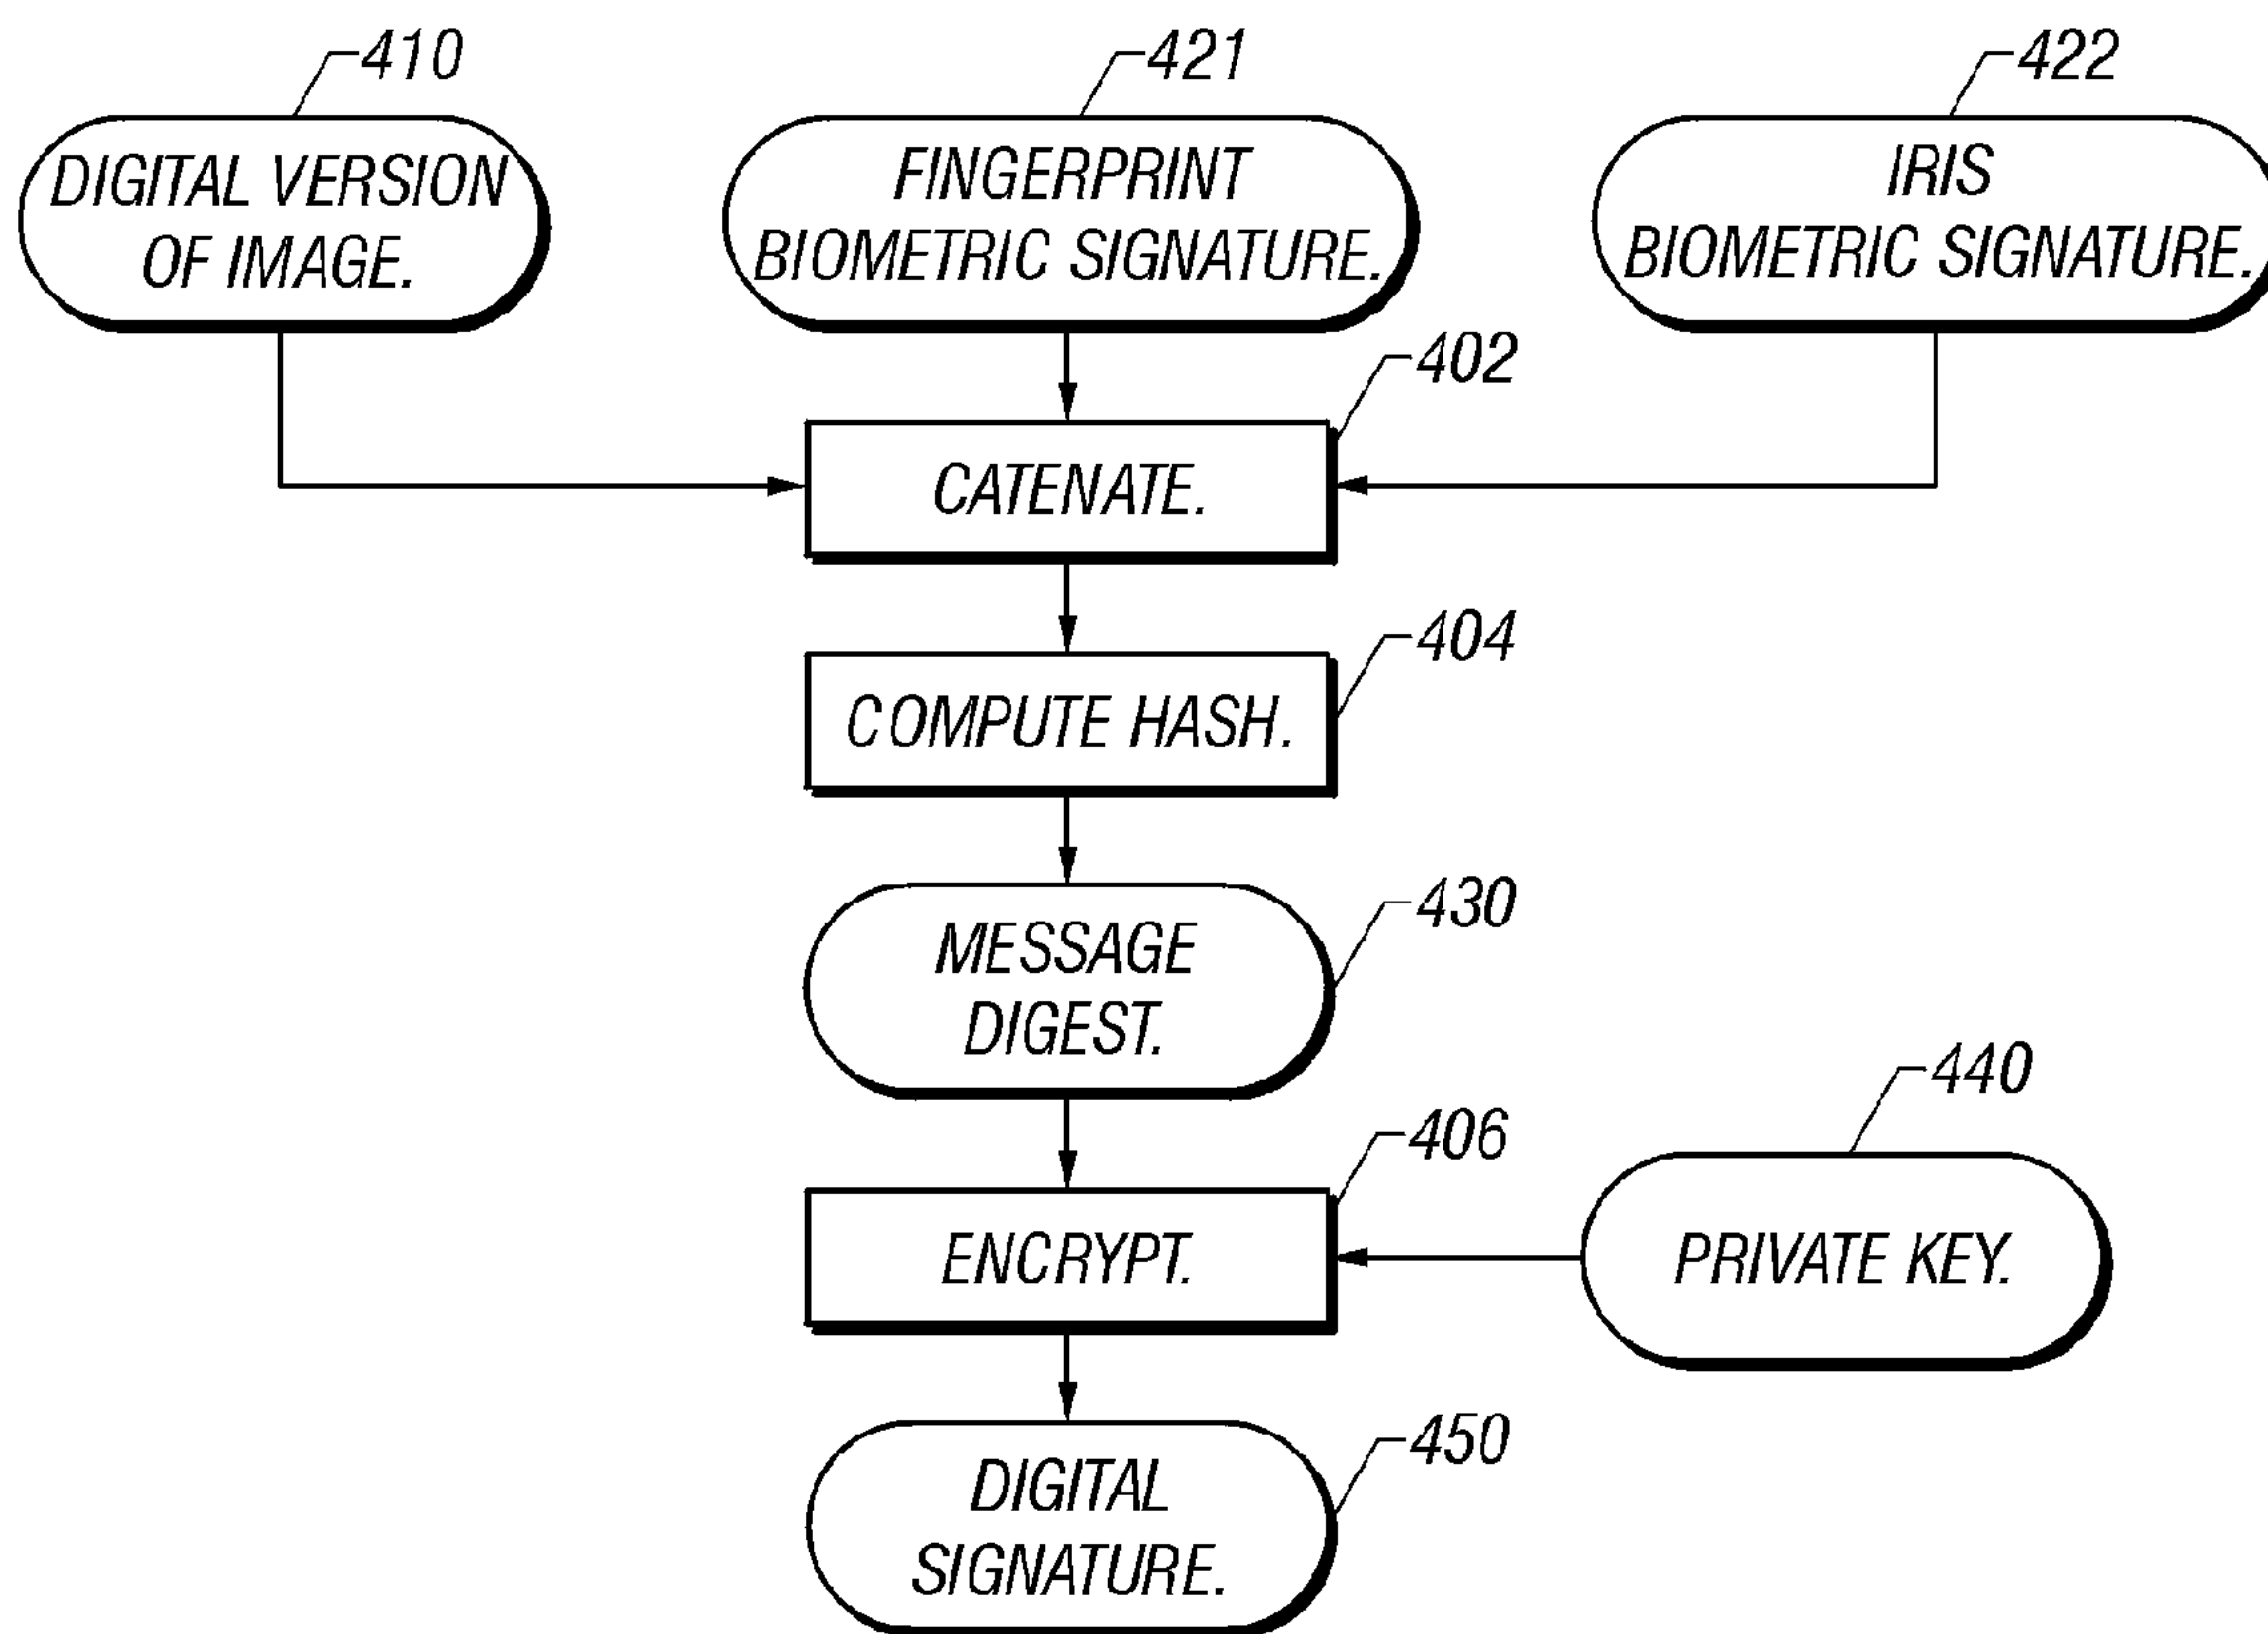 410
421
422
DIGITAL VERSION
OF IMAGE.
FINGERPRINT
BIOMETRIC SIGNATURE.
IRIS
BIOMETRIC SIGNATURE.
402
CATENATE.
404
COMPUTE HASH.
430
MESSAGE
DIGEST.
440
406
ENCRYPT.
PRIVATE KEY.
450
DIGITAL
SIGNATURE.